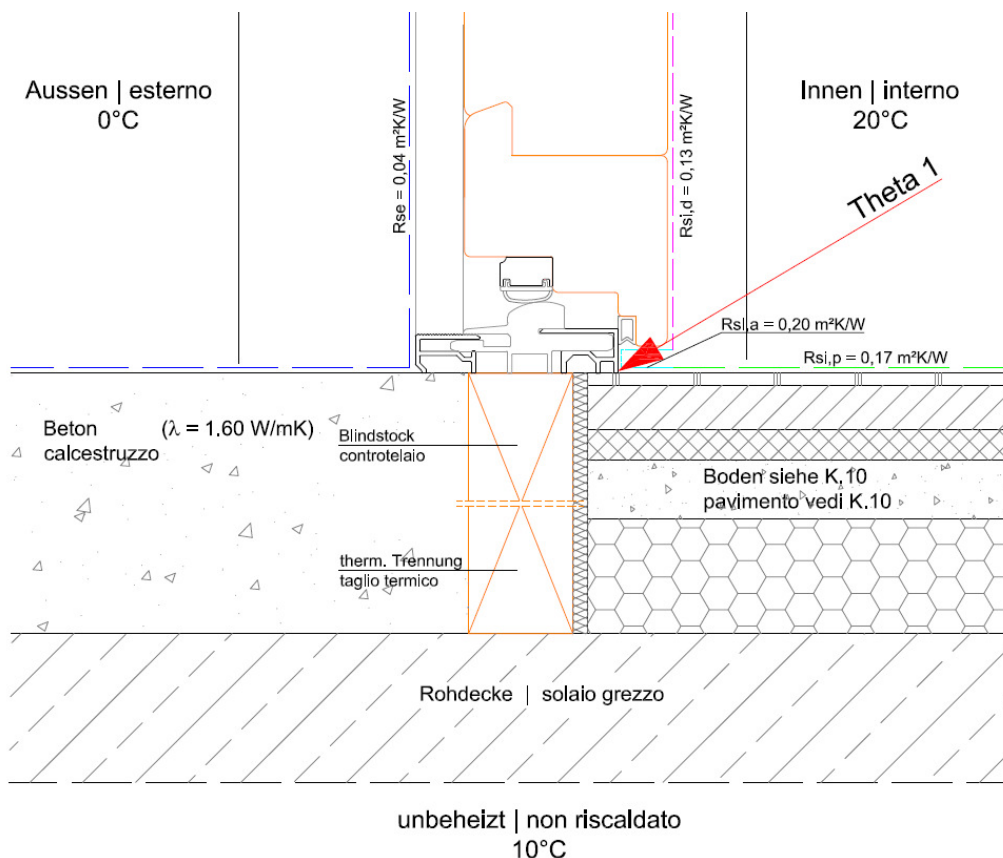 Aussen | esterno
0°C
Innen | interno
20°C
Rse = 0,04 m²K/W
Rsi,d = 0,13 m²K/W
Theta 1
Rsi,a = 0,20 m²K/W
Rsi,p = 0,17 m²K/W
Beton (λ = 1.60 W/mK)
calcestruzzo
Blindstock
controtelaio
Boden siehe K.10
pavimento vedi K.10
therm. Trennung
taglio termico
Rohdecke | solaio grezzo
unbeheizt | non riscaldato
10°C